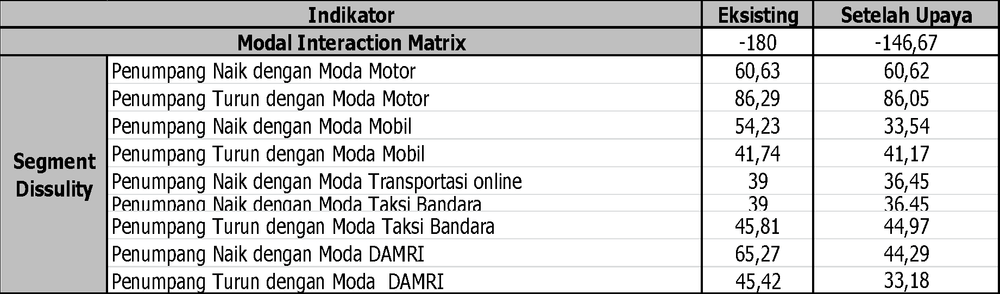 Indikator Eksisting Setelah Upaya
Modal Interaction Matrix -180 -146,67
Segment Dissulity
Penumpang Naik dengan Moda Motor 60,63 60,62
Penumpang Turun dengan Moda Motor 86,29 86,05
Penumpang Naik dengan Moda Mobil 54,23 33,54
Penumpang Turun dengan Moda Mobil 41,74 41,17
Penumpang Naik dengan Moda Transportasi online 39 36,45
Penumpang Naik dengan Moda Taksi Bandara 39 36,45
Penumpang Turun dengan Moda Taksi Bandara 45,81 44,97
Penumpang Naik dengan Moda DAMRI 65,27 44,29
Penumpang Turun dengan Moda DAMRI 45,42 33,18